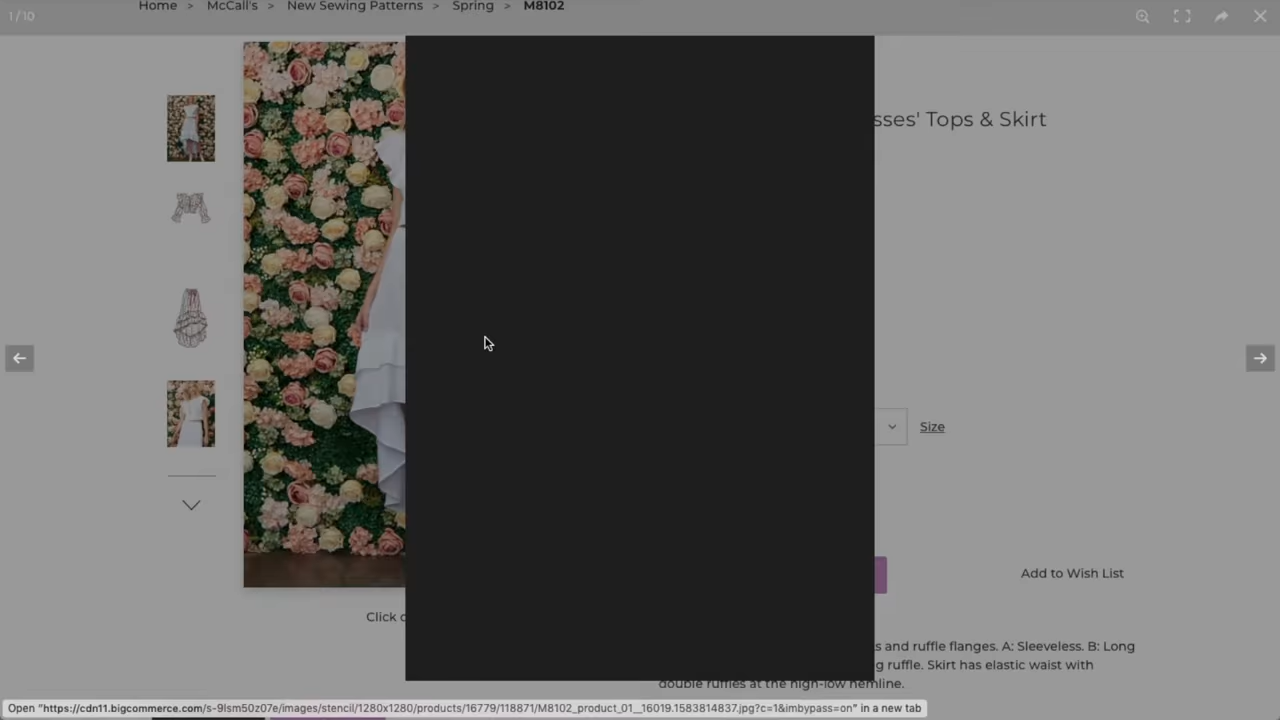 Home > McCall's > New Sewing Patterns > Spring > M8102
1 / 10
sses' Tops & Skirt
Size
Add to Wish List
Click
s and ruffle flanges. A: Sleeveless. B: Long
g ruffle. Skirt has elastic waist with
double ruffles at the high-low hemline.
Open "https://cdn11.bigcommerce.com/s-9lsm50z07e/images/stencil/1280x1280/products/16779/118871/M8102_product_01__16019.1583814837.jpg?c=1&imbypass=on" in a new tab